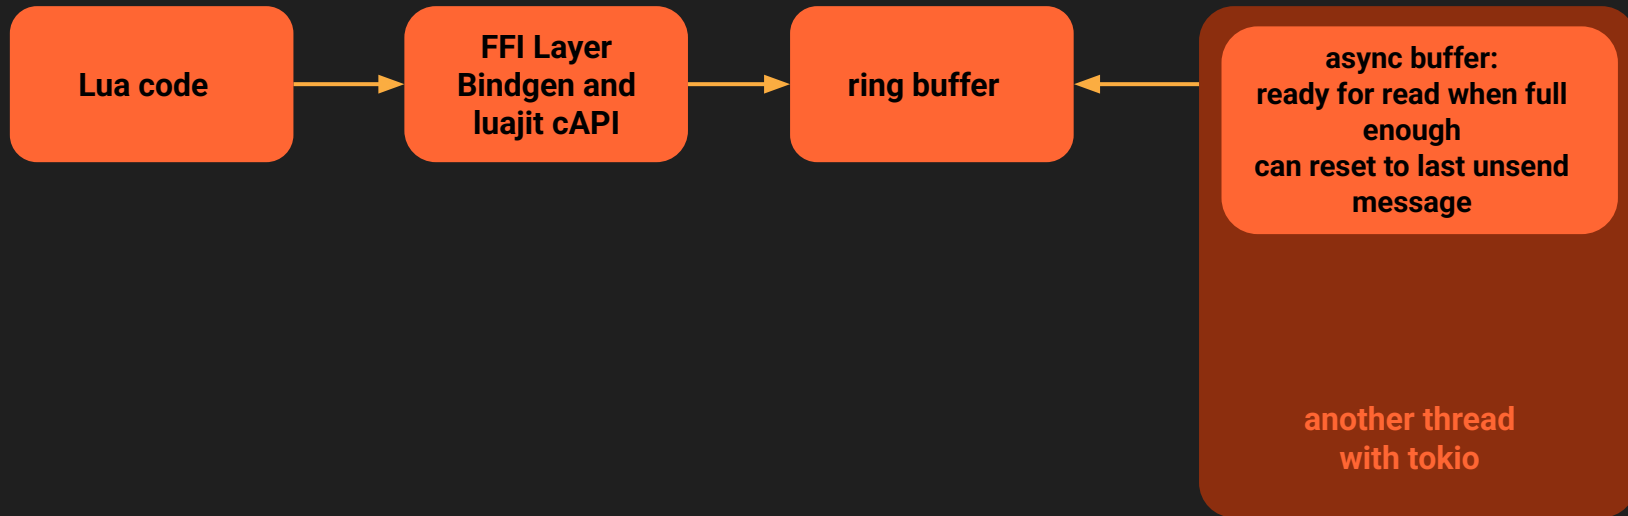 Lua code
FFI Layer
Bindgen and
luajit cAPI
ring buffer
async buffer:
ready for read when full
enough
can reset to last unsend
message
another thread
with tokio